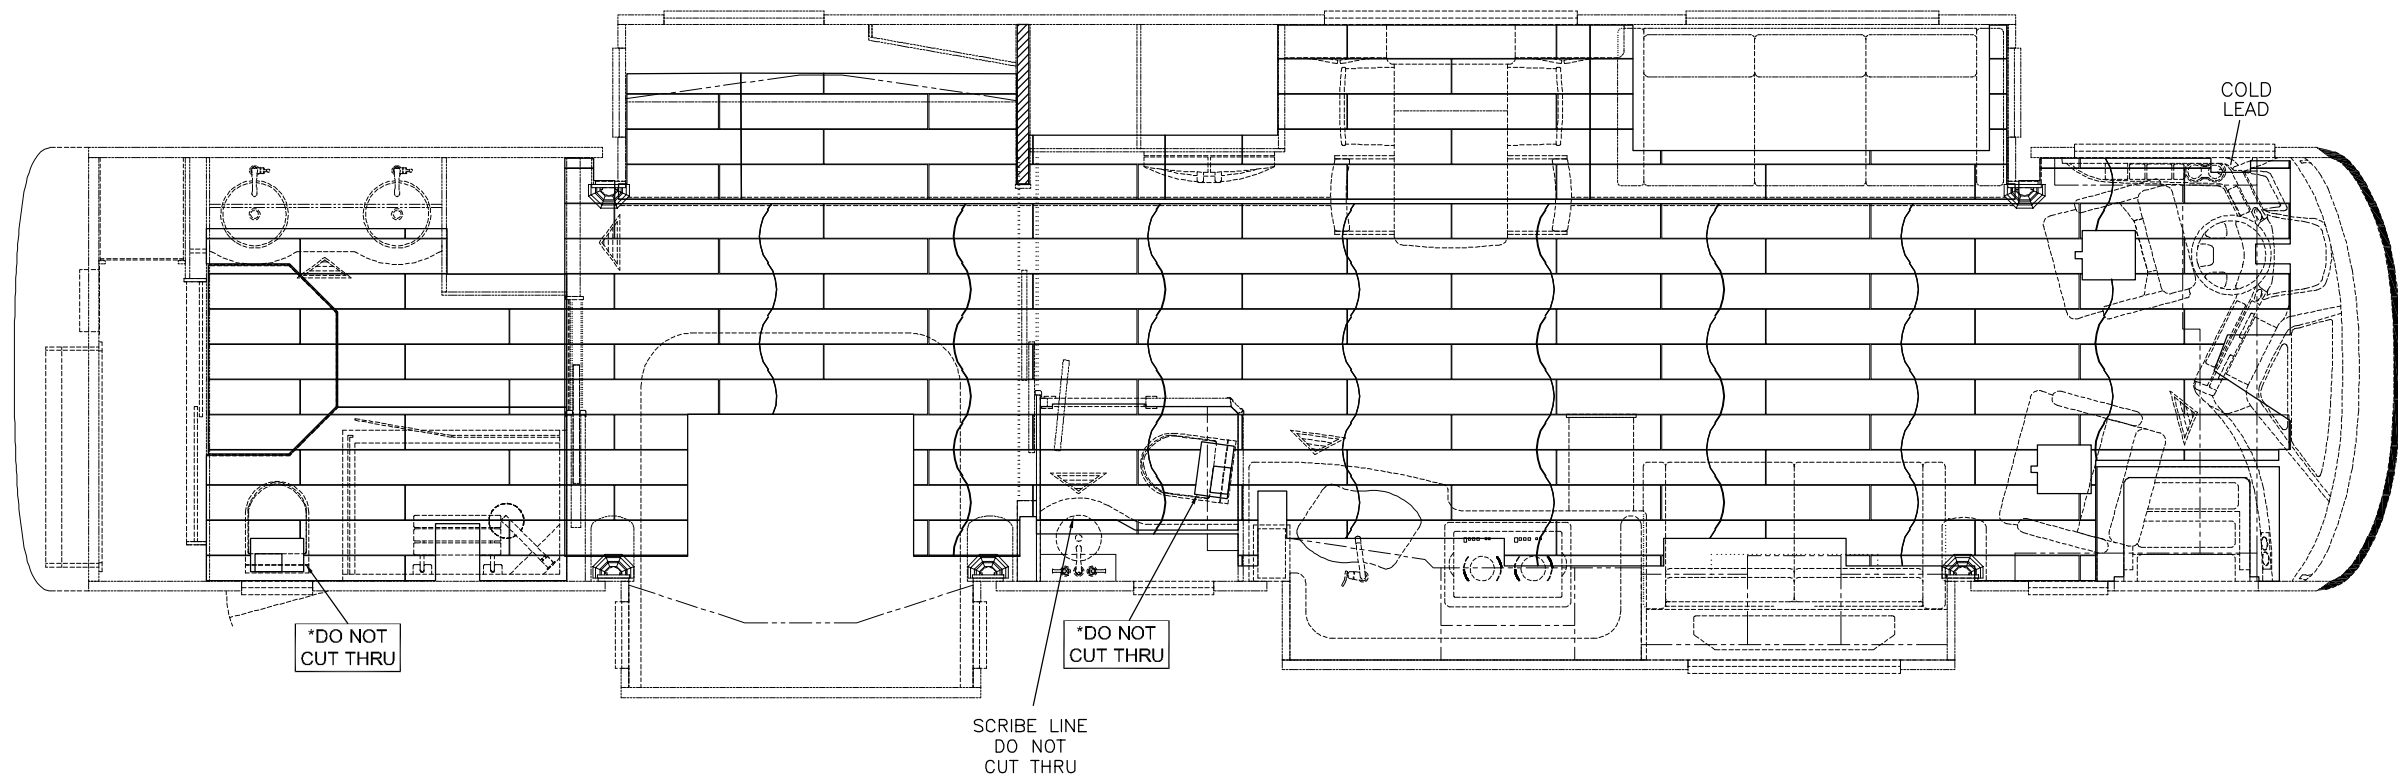 COLD
LEAD
*DO NOT
CUT THRU
*DO NOT
CUT THRU
SCRIBE LINE
DO NOT
CUT THRU